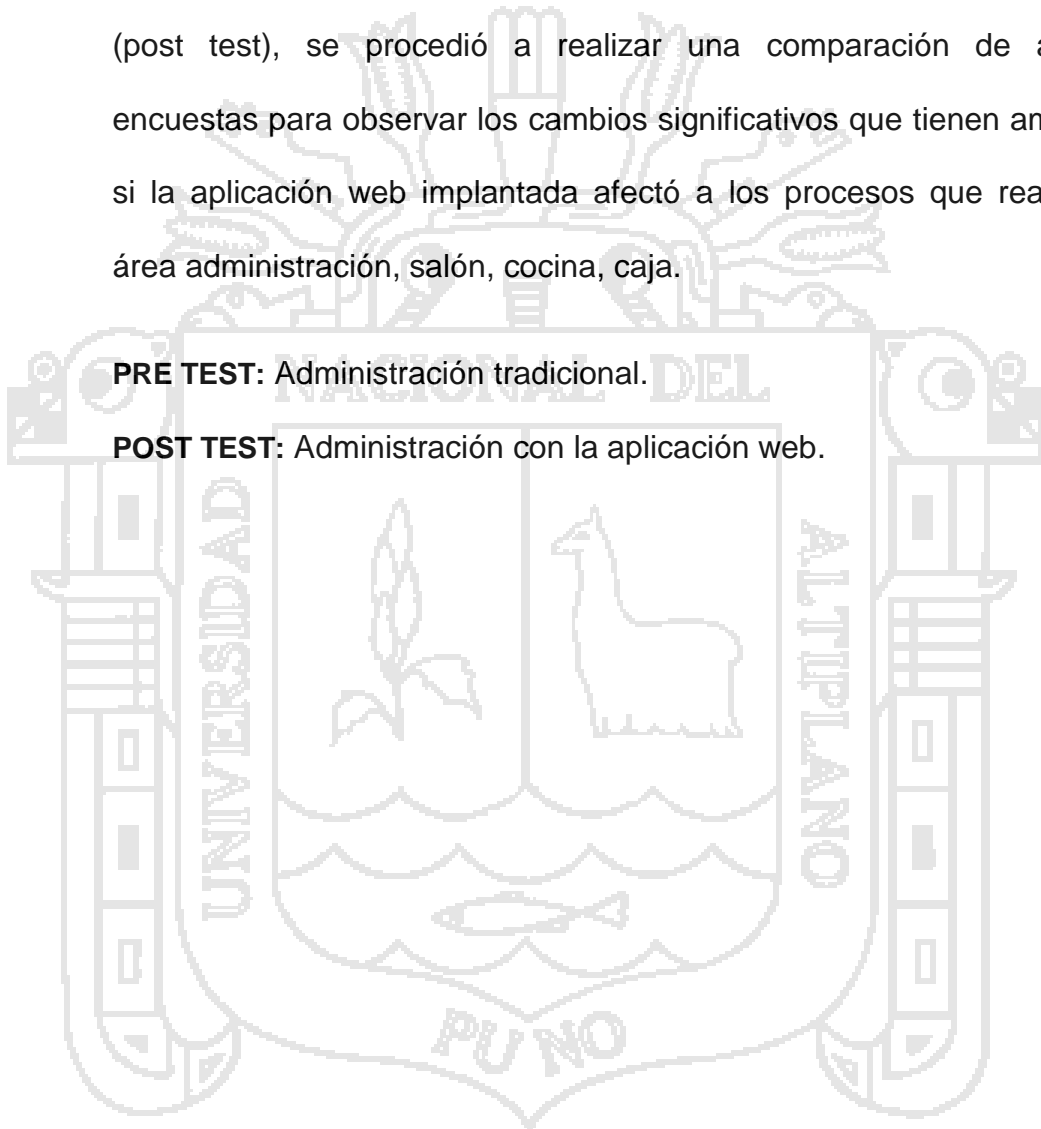 (post test), se procedió a realizar una comparación de
encuestas para observar los cambios significativos que tienen
si la aplicación web implantada afectó a los procesos que
área administración, salón, cocina, caja.
NACIONAL DEL
PRE TEST: Administración tradicional.
POST TEST: Administración con la aplicación web.
UNIVERSIDAD
ALTIPLANO
PUNO